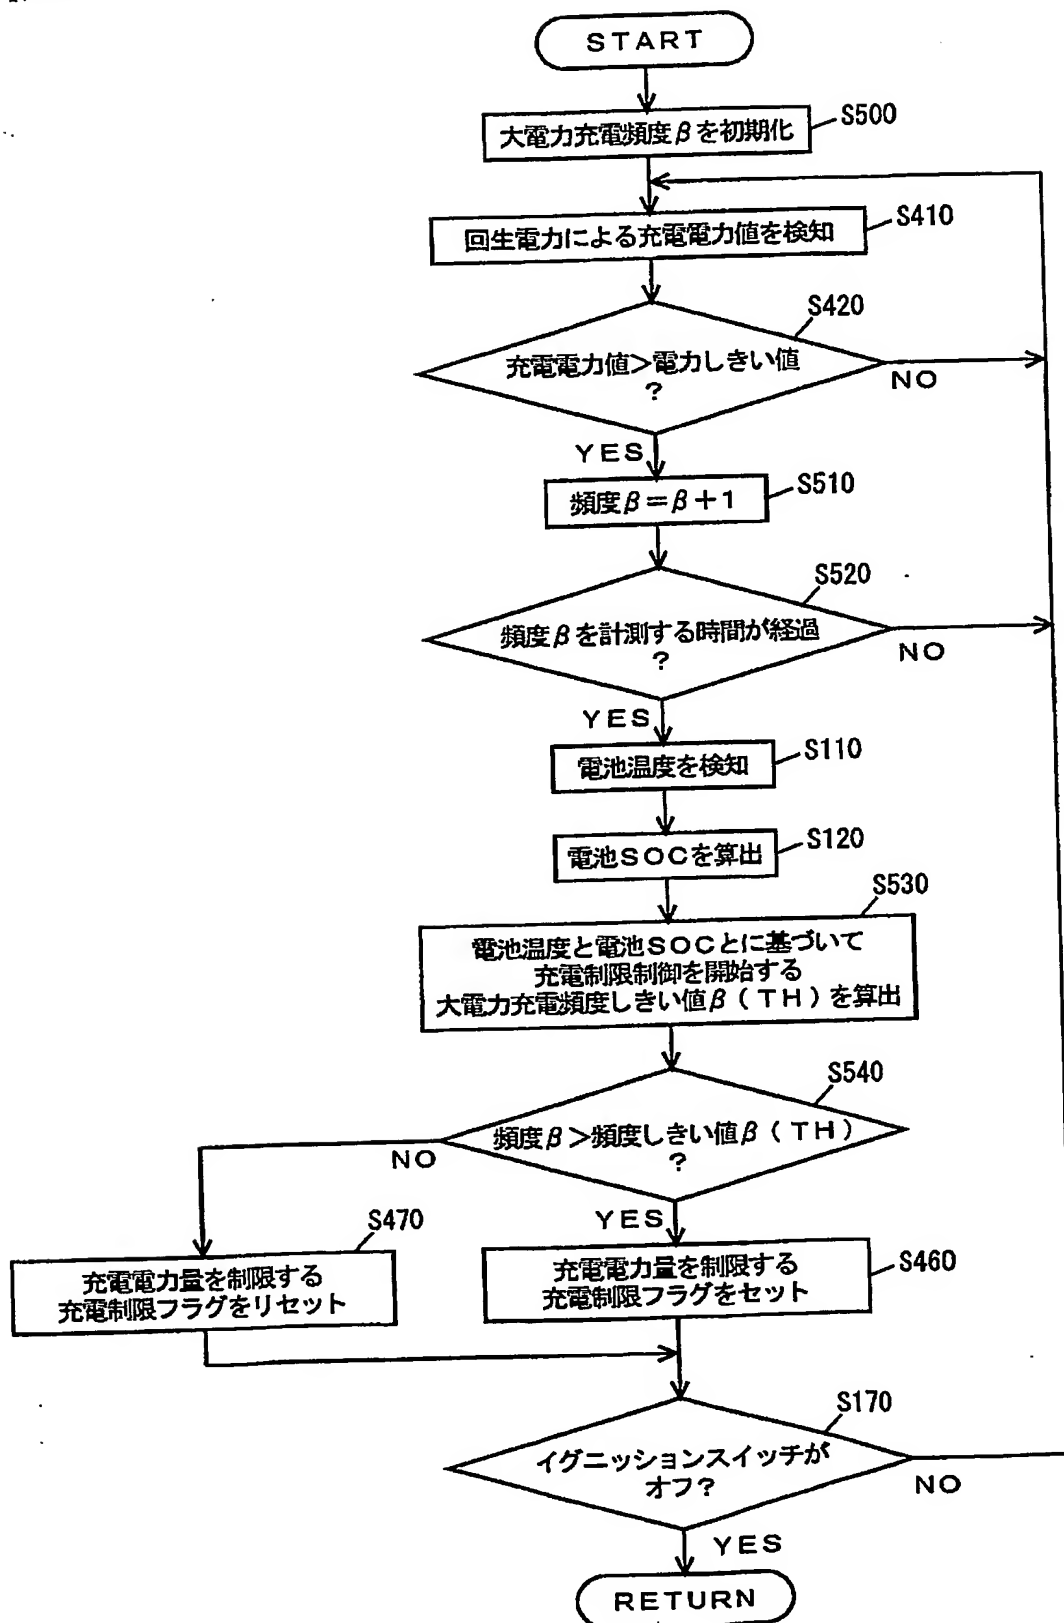 START
大電力充電頻度βを初期化
S500
回生電力による充電電力値を検知
S410
S420
充電電力値＞電力しきい値
?
NO
YES
頻度β＝β＋1
S510
S520
頻度βを計測する時間が経過
?
NO
YES
電池温度を検知
S110
電池SOCを算出
S120
S530
電池温度と電池SOCとに基づいて
充電制限制御を開始する
大電力充電頻度しきい値β(TH)を算出
S540
頻度β＞頻度しきい値β(TH)
?
NO
YES
S470
充電電力量を制限する
充電制限フラグをリセット
充電電力量を制限する
充電制限フラグをセット
S460
S170
イグニッションスイッチが
オフ?
NO
YES
RETURN